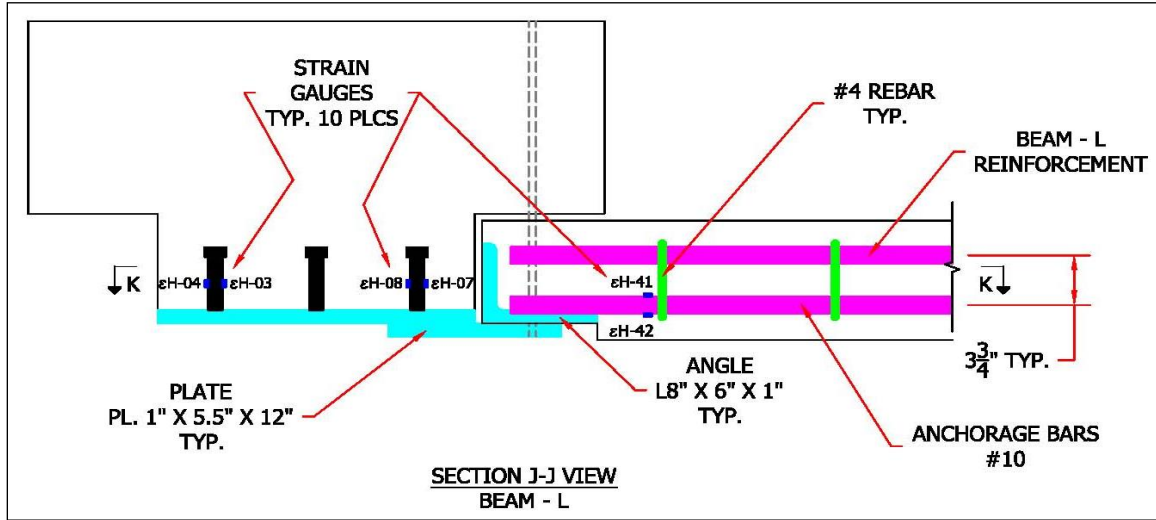 STRAIN
GAUGES
TYP. 10 PLCS
#4 REBAR
TYP.
BEAM - L
REINFORCEMENT
K
εH-04
εH-03
εH-08
εH-07
εH-41
εH-42
K
3 3/4" TYP.
PLATE
PL. 1" X 5.5" X 12"
TYP.
ANGLE
L8" X 6" X 1"
TYP.
ANCHORAGE BARS
#10
SECTION J-J VIEW
BEAM - L